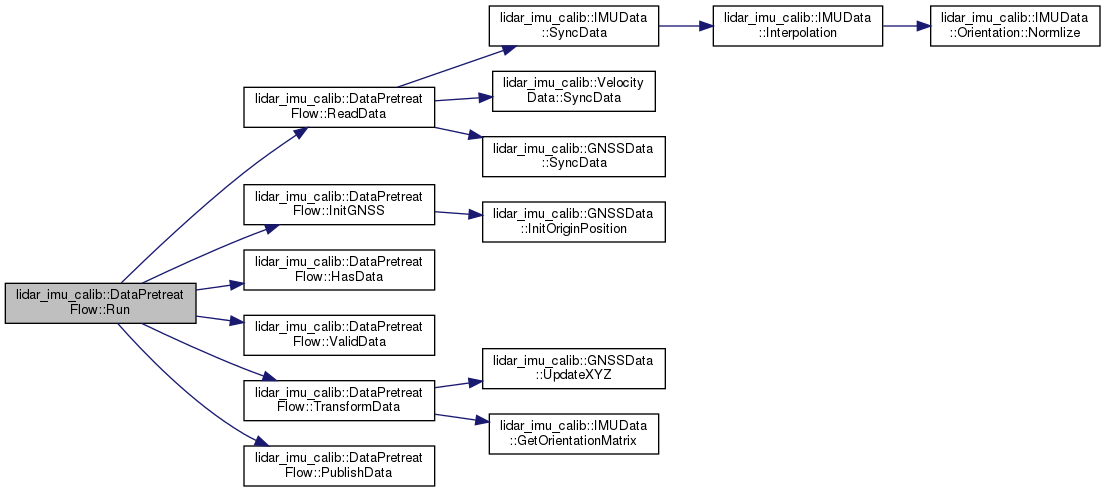 lidar_imu_calib::IMUData
::SyncData
lidar_imu_calib::IMUData
::Interpolation
lidar_imu_calib::IMUData
::Orientation::Normlize
lidar_imu_calib::Velocity
Data::SyncData
lidar_imu_calib::DataPretreat
Flow::ReadData
lidar_imu_calib::GNSSData
::SyncData
lidar_imu_calib::DataPretreat
Flow::InitGNSS
lidar_imu_calib::GNSSData
::InitOriginPosition
lidar_imu_calib::DataPretreat
Flow::HasData
lidar_imu_calib::DataPretreat
Flow::Run
lidar_imu_calib::DataPretreat
Flow::ValidData
lidar_imu_calib::GNSSData
::UpdateXYZ
lidar_imu_calib::DataPretreat
Flow::TransformData
lidar_imu_calib::IMUData
::GetOrientationMatrix
lidar_imu_calib::DataPretreat
Flow::PublishData